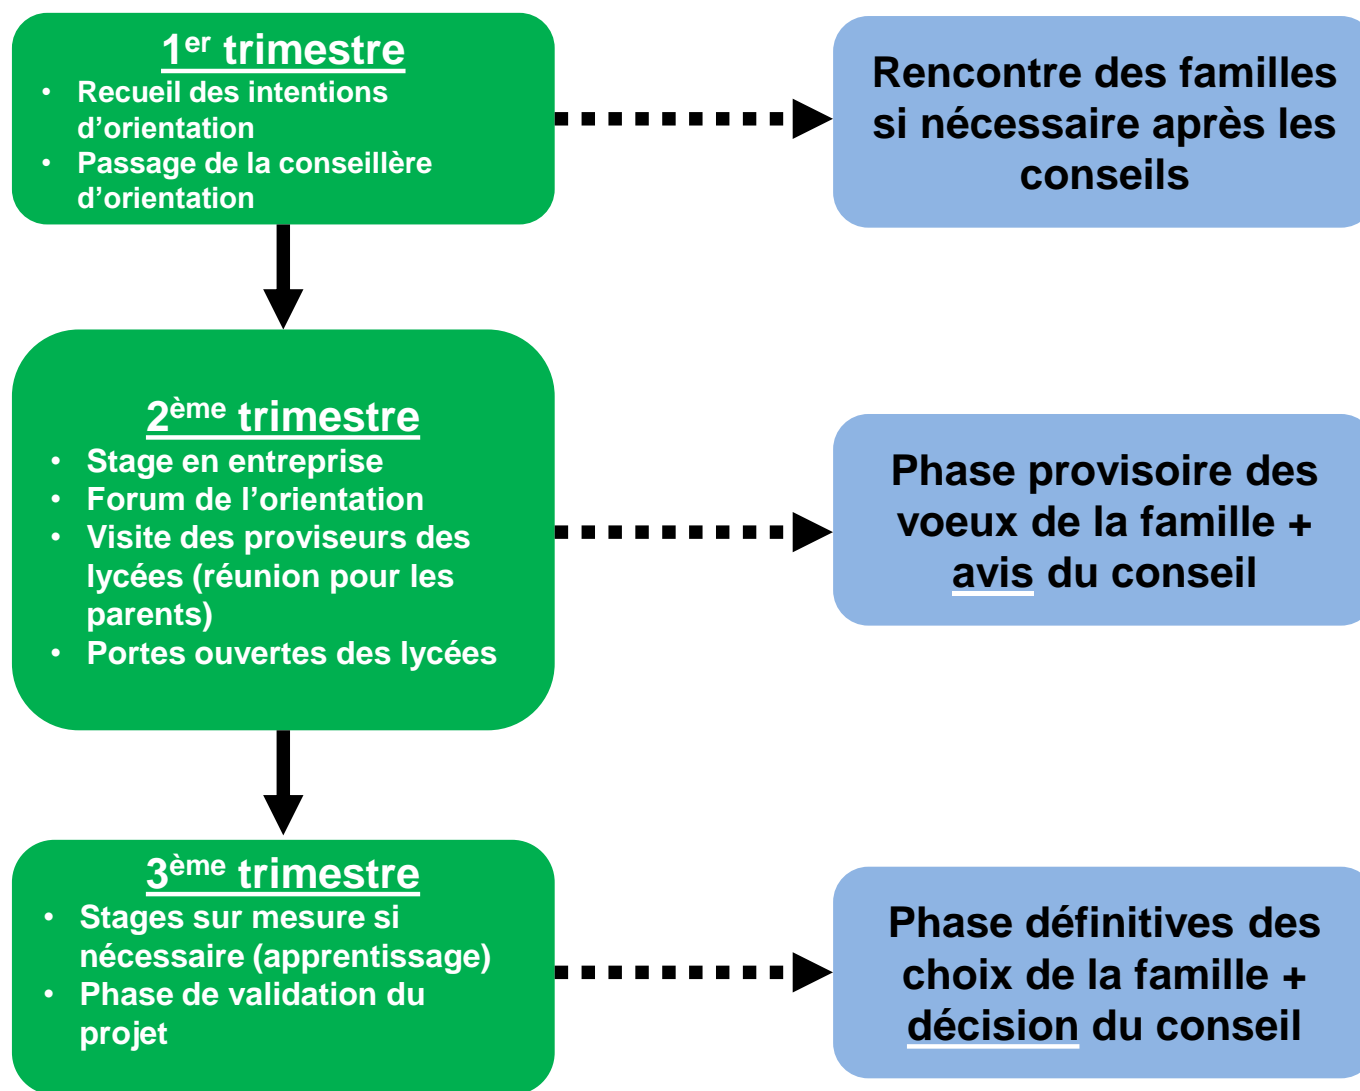 1er trimestre
• Recueil des intentions
d’orientation
• Passage de la conseillère
d’orientation
Rencontre des familles
si nécessaire après les
conseils
2ème trimestre
• Stage en entreprise
• Forum de l’orientation
• Visite des proviseurs des
lycées (réunion pour les
parents)
• Portes ouvertes des lycées
Phase provisoire des
voeux de la famille +
avis du conseil
3ème trimestre
• Stages sur mesure si
nécessaire (apprentissage)
• Phase de validation du
projet
Phase définitives des
choix de la famille +
décision du conseil